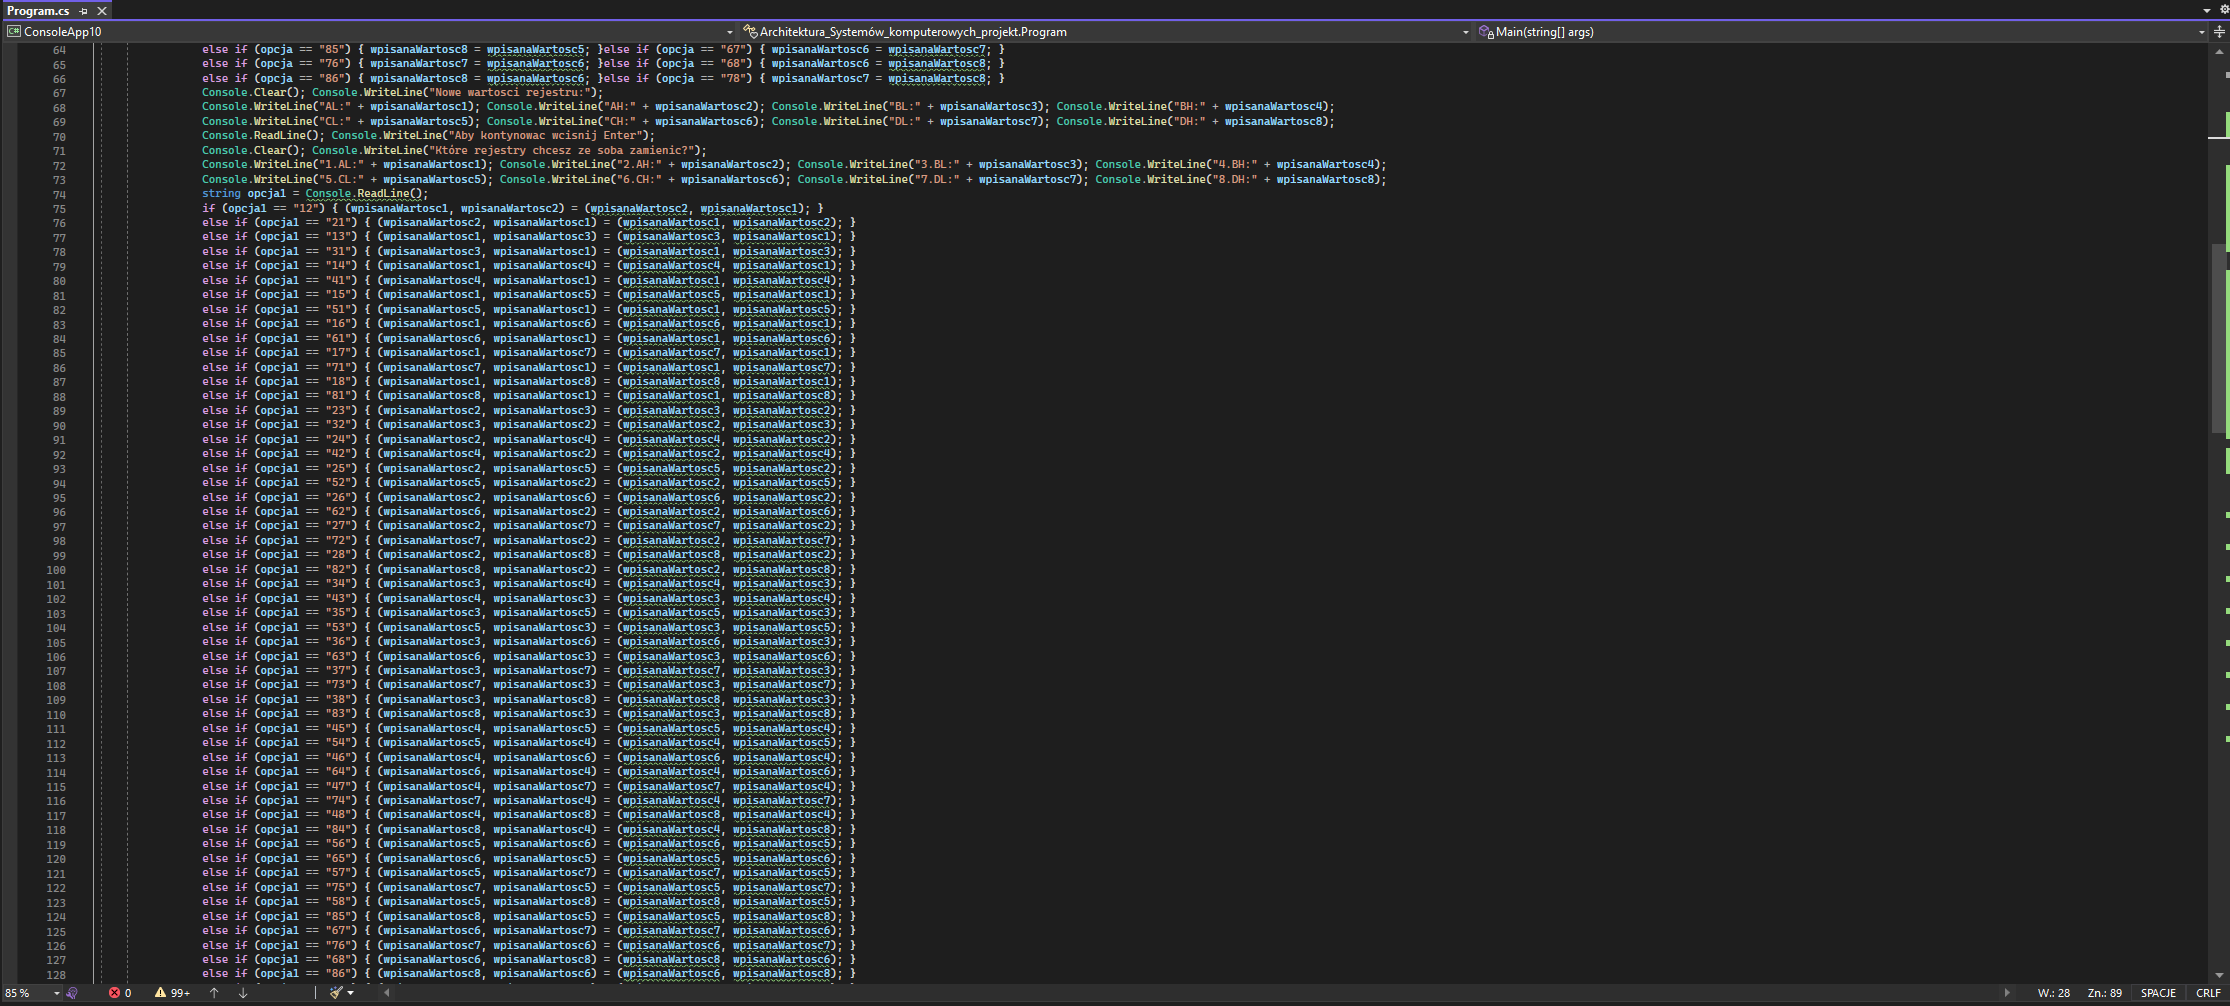 Program.cs
ConsoleApp10 Architektura_Systemów_komputerowych_projekt.Program Main(string[] args)
64 else if (opcja == "85") { wpisanaWartosc8 = wpisanaWartosc5; }else if (opcja == "67") { wpisanaWartosc6 = wpisanaWartosc7; }
65 else if (opcja == "76") { wpisanaWartosc7 = wpisanaWartosc6; }else if (opcja == "68") { wpisanaWartosc6 = wpisanaWartosc8; }
66 else if (opcja == "86") { wpisanaWartosc8 = wpisanaWartosc6; }else if (opcja == "78") { wpisanaWartosc7 = wpisanaWartosc8; }
67 Console.Clear(); Console.WriteLine("Nowe wartosci rejestru:");
68 Console.WriteLine("AL:" + wpisanaWartosc1); Console.WriteLine("AH:" + wpisanaWartosc2); Console.WriteLine("BL:" + wpisanaWartosc3); Console.WriteLine("BH:" + wpisanaWartosc4);
69 Console.WriteLine("CL:" + wpisanaWartosc5); Console.WriteLine("CH:" + wpisanaWartosc6); Console.WriteLine("DL:" + wpisanaWartosc7); Console.WriteLine("DH:" + wpisanaWartosc8);
70 Console.ReadLine(); Console.WriteLine("Aby kontynowac wcisnij Enter");
71 Console.Clear(); Console.WriteLine("Które rejestry chcesz ze soba zamienic?");
72 Console.WriteLine("1.AL:" + wpisanaWartosc1); Console.WriteLine("2.AH:" + wpisanaWartosc2); Console.WriteLine("3.BL:" + wpisanaWartosc3); Console.WriteLine("4.BH:" + wpisanaWartosc4);
73 Console.WriteLine("5.CL:" + wpisanaWartosc5); Console.WriteLine("6.CH:" + wpisanaWartosc6); Console.WriteLine("7.DL:" + wpisanaWartosc7); Console.WriteLine("8.DH:" + wpisanaWartosc8);
74 string opcja1 = Console.ReadLine();
75 if (opcja1 == "12") { (wpisanaWartosc1, wpisanaWartosc2) = (wpisanaWartosc2, wpisanaWartosc1); }
76 else if (opcja1 == "21") { (wpisanaWartosc2, wpisanaWartosc1) = (wpisanaWartosc1, wpisanaWartosc2); }
77 else if (opcja1 == "13") { (wpisanaWartosc1, wpisanaWartosc3) = (wpisanaWartosc3, wpisanaWartosc1); }
78 else if (opcja1 == "31") { (wpisanaWartosc3, wpisanaWartosc1) = (wpisanaWartosc1, wpisanaWartosc3); }
79 else if (opcja1 == "14") { (wpisanaWartosc1, wpisanaWartosc4) = (wpisanaWartosc4, wpisanaWartosc1); }
80 else if (opcja1 == "41") { (wpisanaWartosc4, wpisanaWartosc1) = (wpisanaWartosc1, wpisanaWartosc4); }
81 else if (opcja1 == "15") { (wpisanaWartosc1, wpisanaWartosc5) = (wpisanaWartosc5, wpisanaWartosc1); }
82 else if (opcja1 == "51") { (wpisanaWartosc5, wpisanaWartosc1) = (wpisanaWartosc1, wpisanaWartosc5); }
83 else if (opcja1 == "16") { (wpisanaWartosc1, wpisanaWartosc6) = (wpisanaWartosc6, wpisanaWartosc1); }
84 else if (opcja1 == "61") { (wpisanaWartosc6, wpisanaWartosc1) = (wpisanaWartosc1, wpisanaWartosc6); }
85 else if (opcja1 == "17") { (wpisanaWartosc1, wpisanaWartosc7) = (wpisanaWartosc7, wpisanaWartosc1); }
86 else if (opcja1 == "71") { (wpisanaWartosc7, wpisanaWartosc1) = (wpisanaWartosc1, wpisanaWartosc7); }
87 else if (opcja1 == "18") { (wpisanaWartosc1, wpisanaWartosc8) = (wpisanaWartosc8, wpisanaWartosc1); }
88 else if (opcja1 == "81") { (wpisanaWartosc8, wpisanaWartosc1) = (wpisanaWartosc1, wpisanaWartosc8); }
89 else if (opcja1 == "23") { (wpisanaWartosc2, wpisanaWartosc3) = (wpisanaWartosc3, wpisanaWartosc2); }
90 else if (opcja1 == "32") { (wpisanaWartosc3, wpisanaWartosc2) = (wpisanaWartosc2, wpisanaWartosc3); }
91 else if (opcja1 == "24") { (wpisanaWartosc2, wpisanaWartosc4) = (wpisanaWartosc4, wpisanaWartosc2); }
92 else if (opcja1 == "42") { (wpisanaWartosc4, wpisanaWartosc2) = (wpisanaWartosc2, wpisanaWartosc4); }
93 else if (opcja1 == "25") { (wpisanaWartosc2, wpisanaWartosc5) = (wpisanaWartosc5, wpisanaWartosc2); }
94 else if (opcja1 == "52") { (wpisanaWartosc5, wpisanaWartosc2) = (wpisanaWartosc2, wpisanaWartosc5); }
95 else if (opcja1 == "26") { (wpisanaWartosc2, wpisanaWartosc6) = (wpisanaWartosc6, wpisanaWartosc2); }
96 else if (opcja1 == "62") { (wpisanaWartosc6, wpisanaWartosc2) = (wpisanaWartosc2, wpisanaWartosc6); }
97 else if (opcja1 == "27") { (wpisanaWartosc2, wpisanaWartosc7) = (wpisanaWartosc7, wpisanaWartosc2); }
98 else if (opcja1 == "72") { (wpisanaWartosc7, wpisanaWartosc2) = (wpisanaWartosc2, wpisanaWartosc7); }
99 else if (opcja1 == "28") { (wpisanaWartosc2, wpisanaWartosc8) = (wpisanaWartosc8, wpisanaWartosc2); }
100 else if (opcja1 == "82") { (wpisanaWartosc8, wpisanaWartosc2) = (wpisanaWartosc2, wpisanaWartosc8); }
101 else if (opcja1 == "34") { (wpisanaWartosc3, wpisanaWartosc4) = (wpisanaWartosc4, wpisanaWartosc3); }
102 else if (opcja1 == "43") { (wpisanaWartosc4, wpisanaWartosc3) = (wpisanaWartosc3, wpisanaWartosc4); }
103 else if (opcja1 == "35") { (wpisanaWartosc3, wpisanaWartosc5) = (wpisanaWartosc5, wpisanaWartosc3); }
104 else if (opcja1 == "53") { (wpisanaWartosc5, wpisanaWartosc3) = (wpisanaWartosc3, wpisanaWartosc5); }
105 else if (opcja1 == "36") { (wpisanaWartosc3, wpisanaWartosc6) = (wpisanaWartosc6, wpisanaWartosc3); }
106 else if (opcja1 == "63") { (wpisanaWartosc6, wpisanaWartosc3) = (wpisanaWartosc3, wpisanaWartosc6); }
107 else if (opcja1 == "37") { (wpisanaWartosc3, wpisanaWartosc7) = (wpisanaWartosc7, wpisanaWartosc3); }
108 else if (opcja1 == "73") { (wpisanaWartosc7, wpisanaWartosc3) = (wpisanaWartosc3, wpisanaWartosc7); }
109 else if (opcja1 == "38") { (wpisanaWartosc3, wpisanaWartosc8) = (wpisanaWartosc8, wpisanaWartosc3); }
110 else if (opcja1 == "83") { (wpisanaWartosc8, wpisanaWartosc3) = (wpisanaWartosc3, wpisanaWartosc8); }
111 else if (opcja1 == "45") { (wpisanaWartosc4, wpisanaWartosc5) = (wpisanaWartosc5, wpisanaWartosc4); }
112 else if (opcja1 == "54") { (wpisanaWartosc5, wpisanaWartosc4) = (wpisanaWartosc4, wpisanaWartosc5); }
113 else if (opcja1 == "46") { (wpisanaWartosc4, wpisanaWartosc6) = (wpisanaWartosc6, wpisanaWartosc4); }
114 else if (opcja1 == "64") { (wpisanaWartosc6, wpisanaWartosc4) = (wpisanaWartosc4, wpisanaWartosc6); }
115 else if (opcja1 == "47") { (wpisanaWartosc4, wpisanaWartosc7) = (wpisanaWartosc7, wpisanaWartosc4); }
116 else if (opcja1 == "74") { (wpisanaWartosc7, wpisanaWartosc4) = (wpisanaWartosc4, wpisanaWartosc7); }
117 else if (opcja1 == "48") { (wpisanaWartosc4, wpisanaWartosc8) = (wpisanaWartosc8, wpisanaWartosc4); }
118 else if (opcja1 == "84") { (wpisanaWartosc8, wpisanaWartosc4) = (wpisanaWartosc4, wpisanaWartosc8); }
119 else if (opcja1 == "56") { (wpisanaWartosc5, wpisanaWartosc6) = (wpisanaWartosc6, wpisanaWartosc5); }
120 else if (opcja1 == "65") { (wpisanaWartosc6, wpisanaWartosc5) = (wpisanaWartosc5, wpisanaWartosc6); }
121 else if (opcja1 == "57") { (wpisanaWartosc5, wpisanaWartosc7) = (wpisanaWartosc7, wpisanaWartosc5); }
122 else if (opcja1 == "75") { (wpisanaWartosc7, wpisanaWartosc5) = (wpisanaWartosc5, wpisanaWartosc7); }
123 else if (opcja1 == "58") { (wpisanaWartosc5, wpisanaWartosc8) = (wpisanaWartosc8, wpisanaWartosc5); }
124 else if (opcja1 == "85") { (wpisanaWartosc8, wpisanaWartosc5) = (wpisanaWartosc5, wpisanaWartosc8); }
125 else if (opcja1 == "67") { (wpisanaWartosc6, wpisanaWartosc7) = (wpisanaWartosc7, wpisanaWartosc6); }
126 else if (opcja1 == "76") { (wpisanaWartosc7, wpisanaWartosc6) = (wpisanaWartosc6, wpisanaWartosc7); }
127 else if (opcja1 == "68") { (wpisanaWartosc6, wpisanaWartosc8) = (wpisanaWartosc8, wpisanaWartosc6); }
128 else if (opcja1 == "86") { (wpisanaWartosc8, wpisanaWartosc6) = (wpisanaWartosc6, wpisanaWartosc8); }
85 % 0 99+ W.: 28 Zn.: 89 SPACJE CRLF